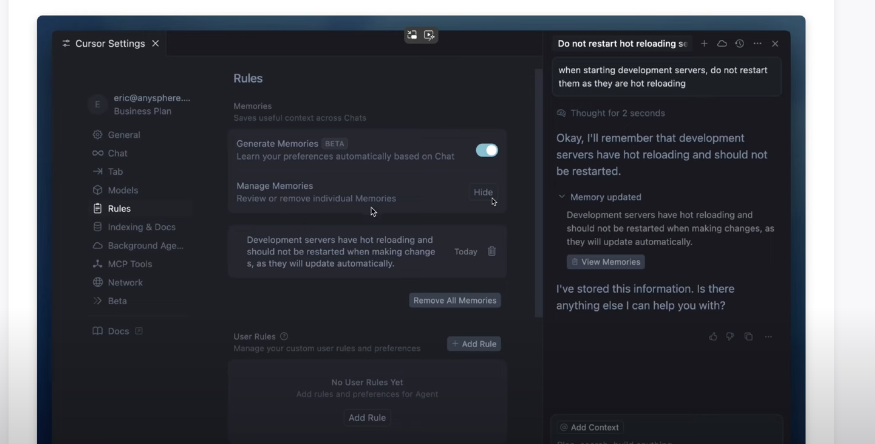 Cursor Settings
E
eric@anysphere....
Business Plan
General
Chat
Tab
Models
Rules
Indexing & Docs
Background Age...
MCP Tools
Network
Beta
Docs
Rules
Memories
Saves useful context across Chats
Generate Memories BETA
Learn your preferences automatically based on Chat
Manage Memories
Review or remove individual Memories
Hide
Development servers have hot reloading and
should not be restarted when making change
s, as they will update automatically.
Today
Remove All Memories
User Rules
Manage your custom user rules and preferences
+ Add Rule
No User Rules Yet
Add rules and preferences for Agent
Add Rule
Do not restart hot reloading se
when starting development servers, do not restart
them as they are hot reloading
Thought for 2 seconds
Okay, I'll remember that development
servers have hot reloading and should not
be restarted.
Memory updated
Development servers have hot reloading and
should not be restarted when making changes, as
they will update automatically.
View Memories
I've stored this information. Is there
anything else I can help you with?
@ Add Context